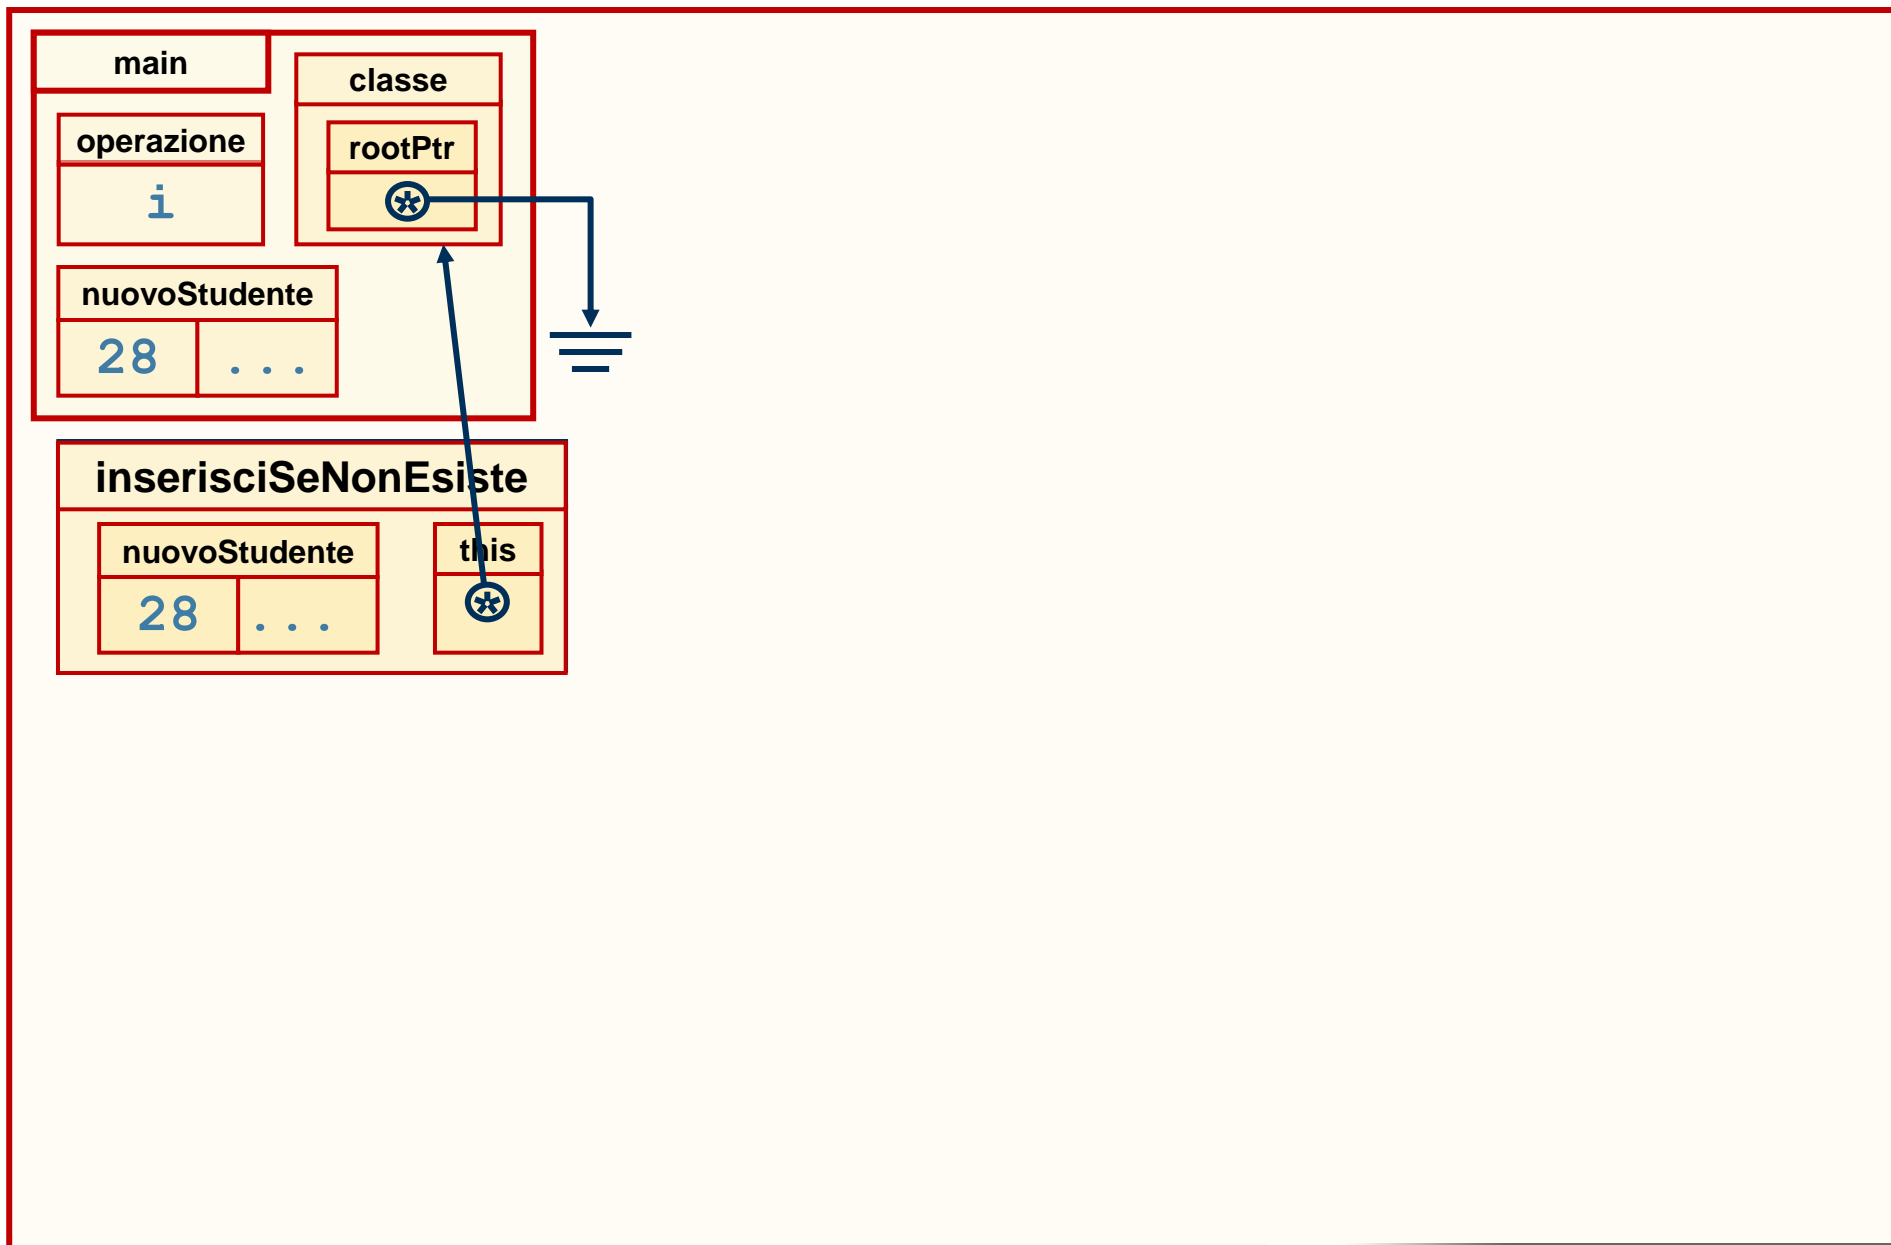 main
classe
operazione
rootPtr
i
*
nuovoStudente
28 ...
inserisciSeNonEsiste
nuovoStudente
this
28 ...
*